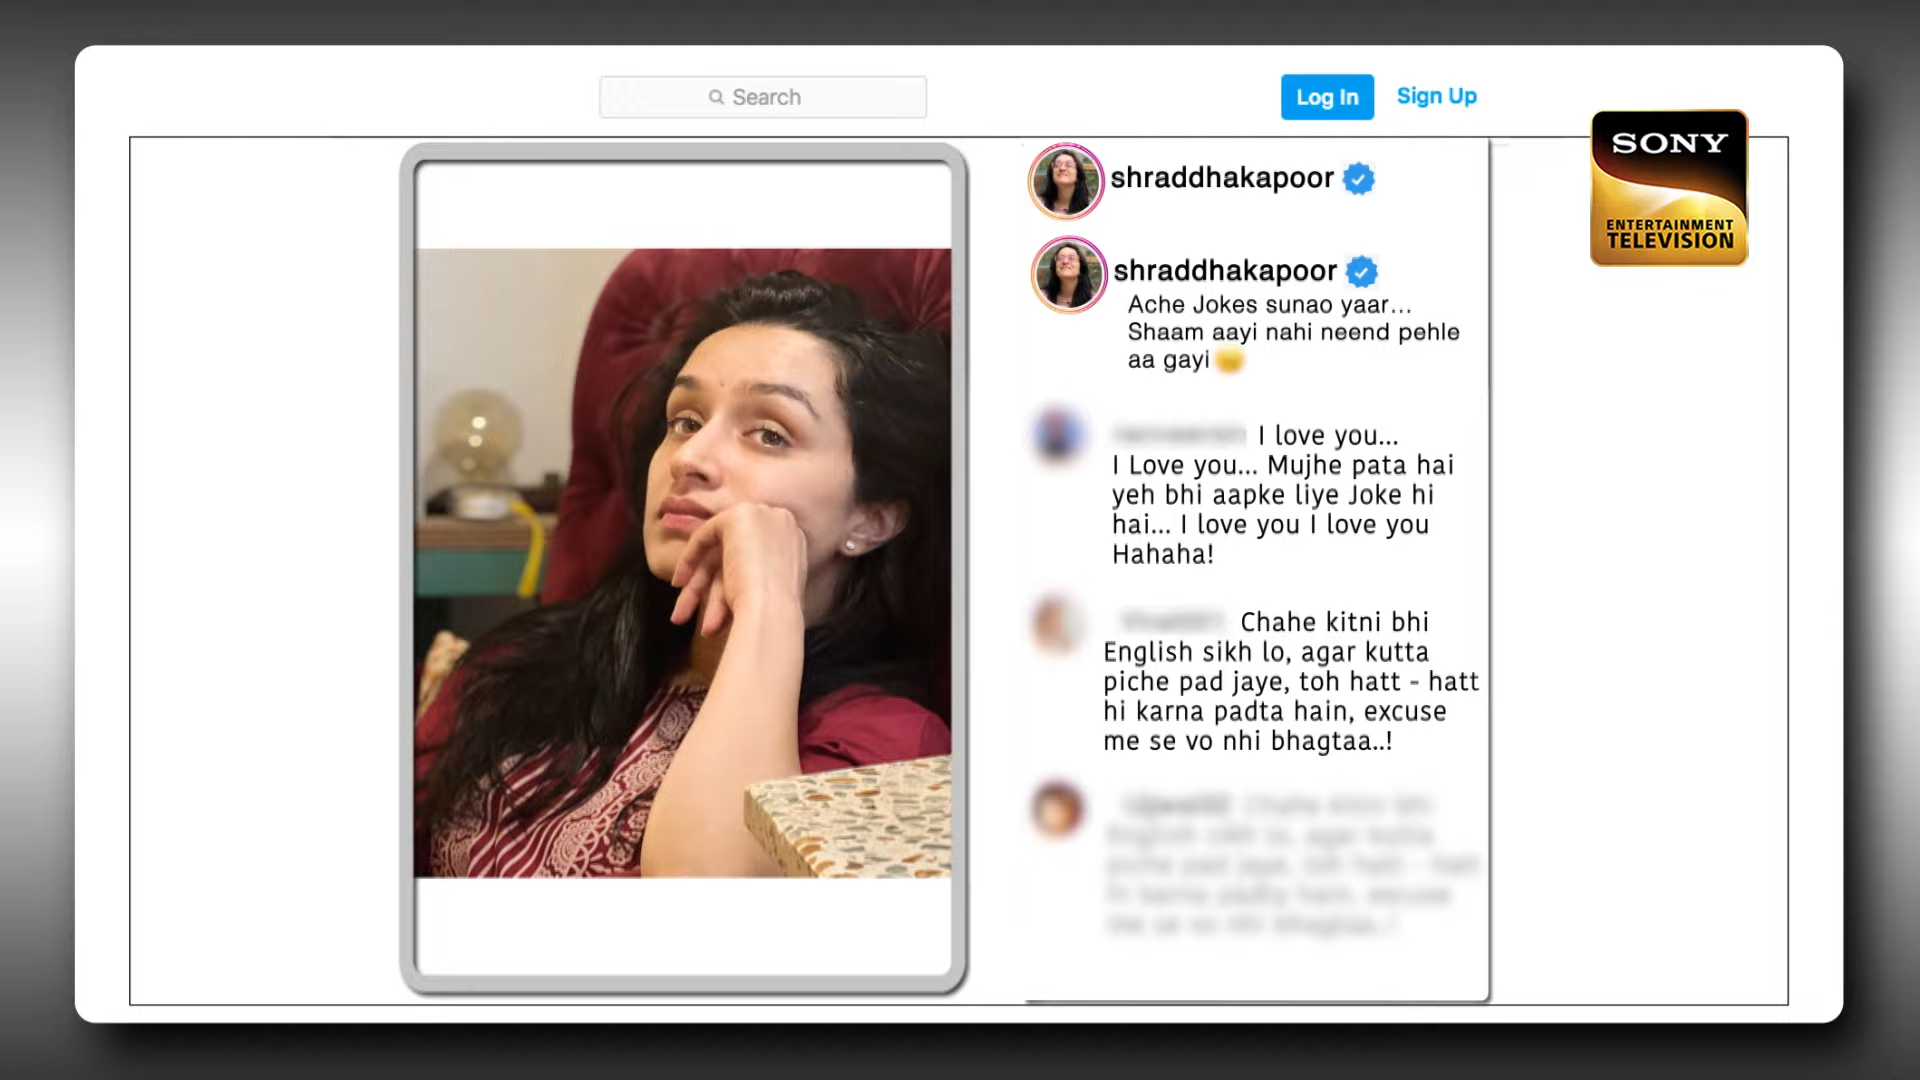 Search
Log In
Sign Up
SONY
ENTERTAINMENT
TELEVISION
shraddhakapoor
shraddhakapoor
Ache Jokes sunao yaar...
Shaam aayi nahi neend pehle
aa gayi
I love you...
I Love you... Mujhe pata hai
yeh bhi aapke liye Joke hi
hai... I love you I love you
Hahaha!
Chahe kitni bhi
English sikh lo, agar kutta
piche pad jaye, toh hatt - hatt
hi karna padta hain, excuse
me se vo nhi bhagtaa..!